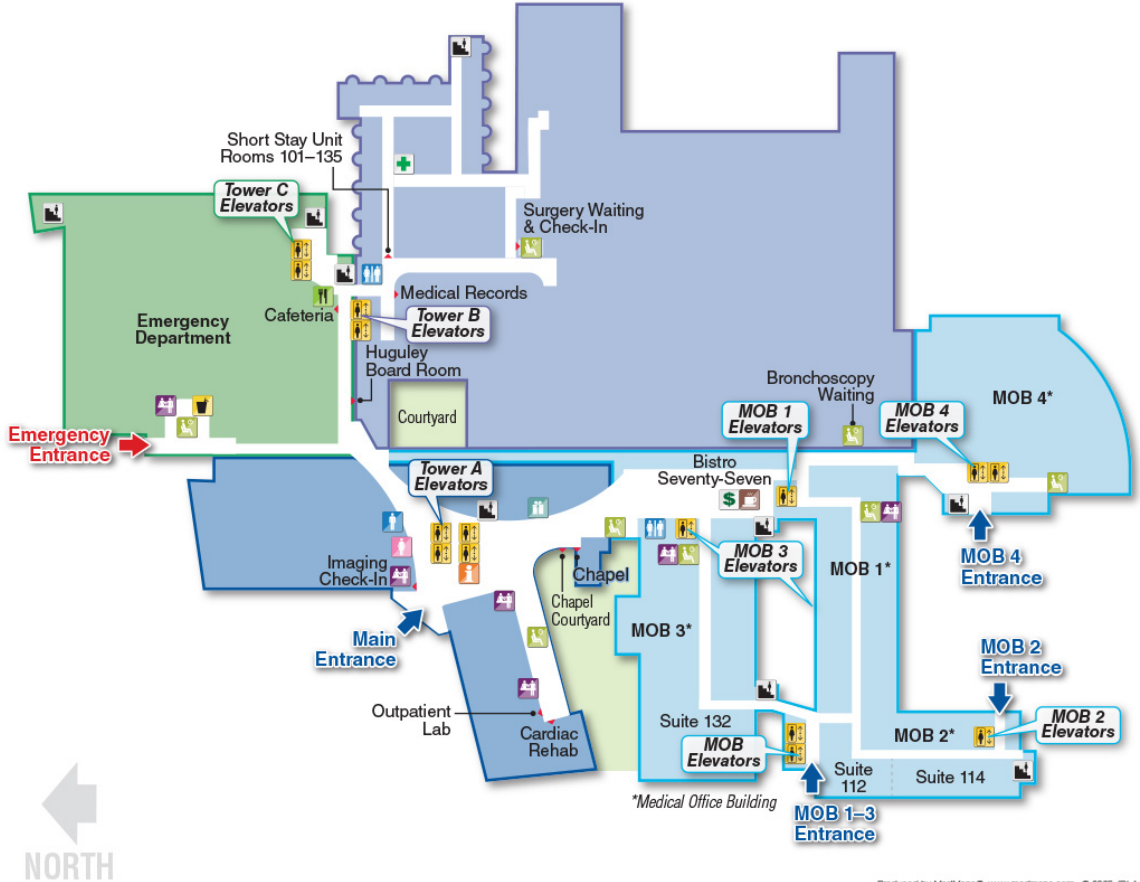 Short Stay Unit
Rooms 101–135
Tower C
Elevators
Surgery Waiting
& Check-In
Medical Records
Cafeteria
Tower B
Elevators
Emergency
Department
Huguley
Board Room
Courtyard
Bronchoscopy
Waiting
MOB 4*
MOB 1
Elevators
MOB 4
Elevators
Emergency
Entrance
Tower A
Elevators
Bistro
Seventy-Seven
$
MOB 3
Elevators
MOB 4
Entrance
Imaging
Check-In
Chapel
MOB 1*
Chapel
Courtyard
MOB 3*
Main
Entrance
MOB 2
Entrance
Outpatient
Lab
Cardiac
Rehab
Suite 132
MOB
Elevators
MOB 2*
MOB 2
Elevators
Suite
112
Suite 114
*Medical Office Building
MOB 1–3
Entrance
NORTH